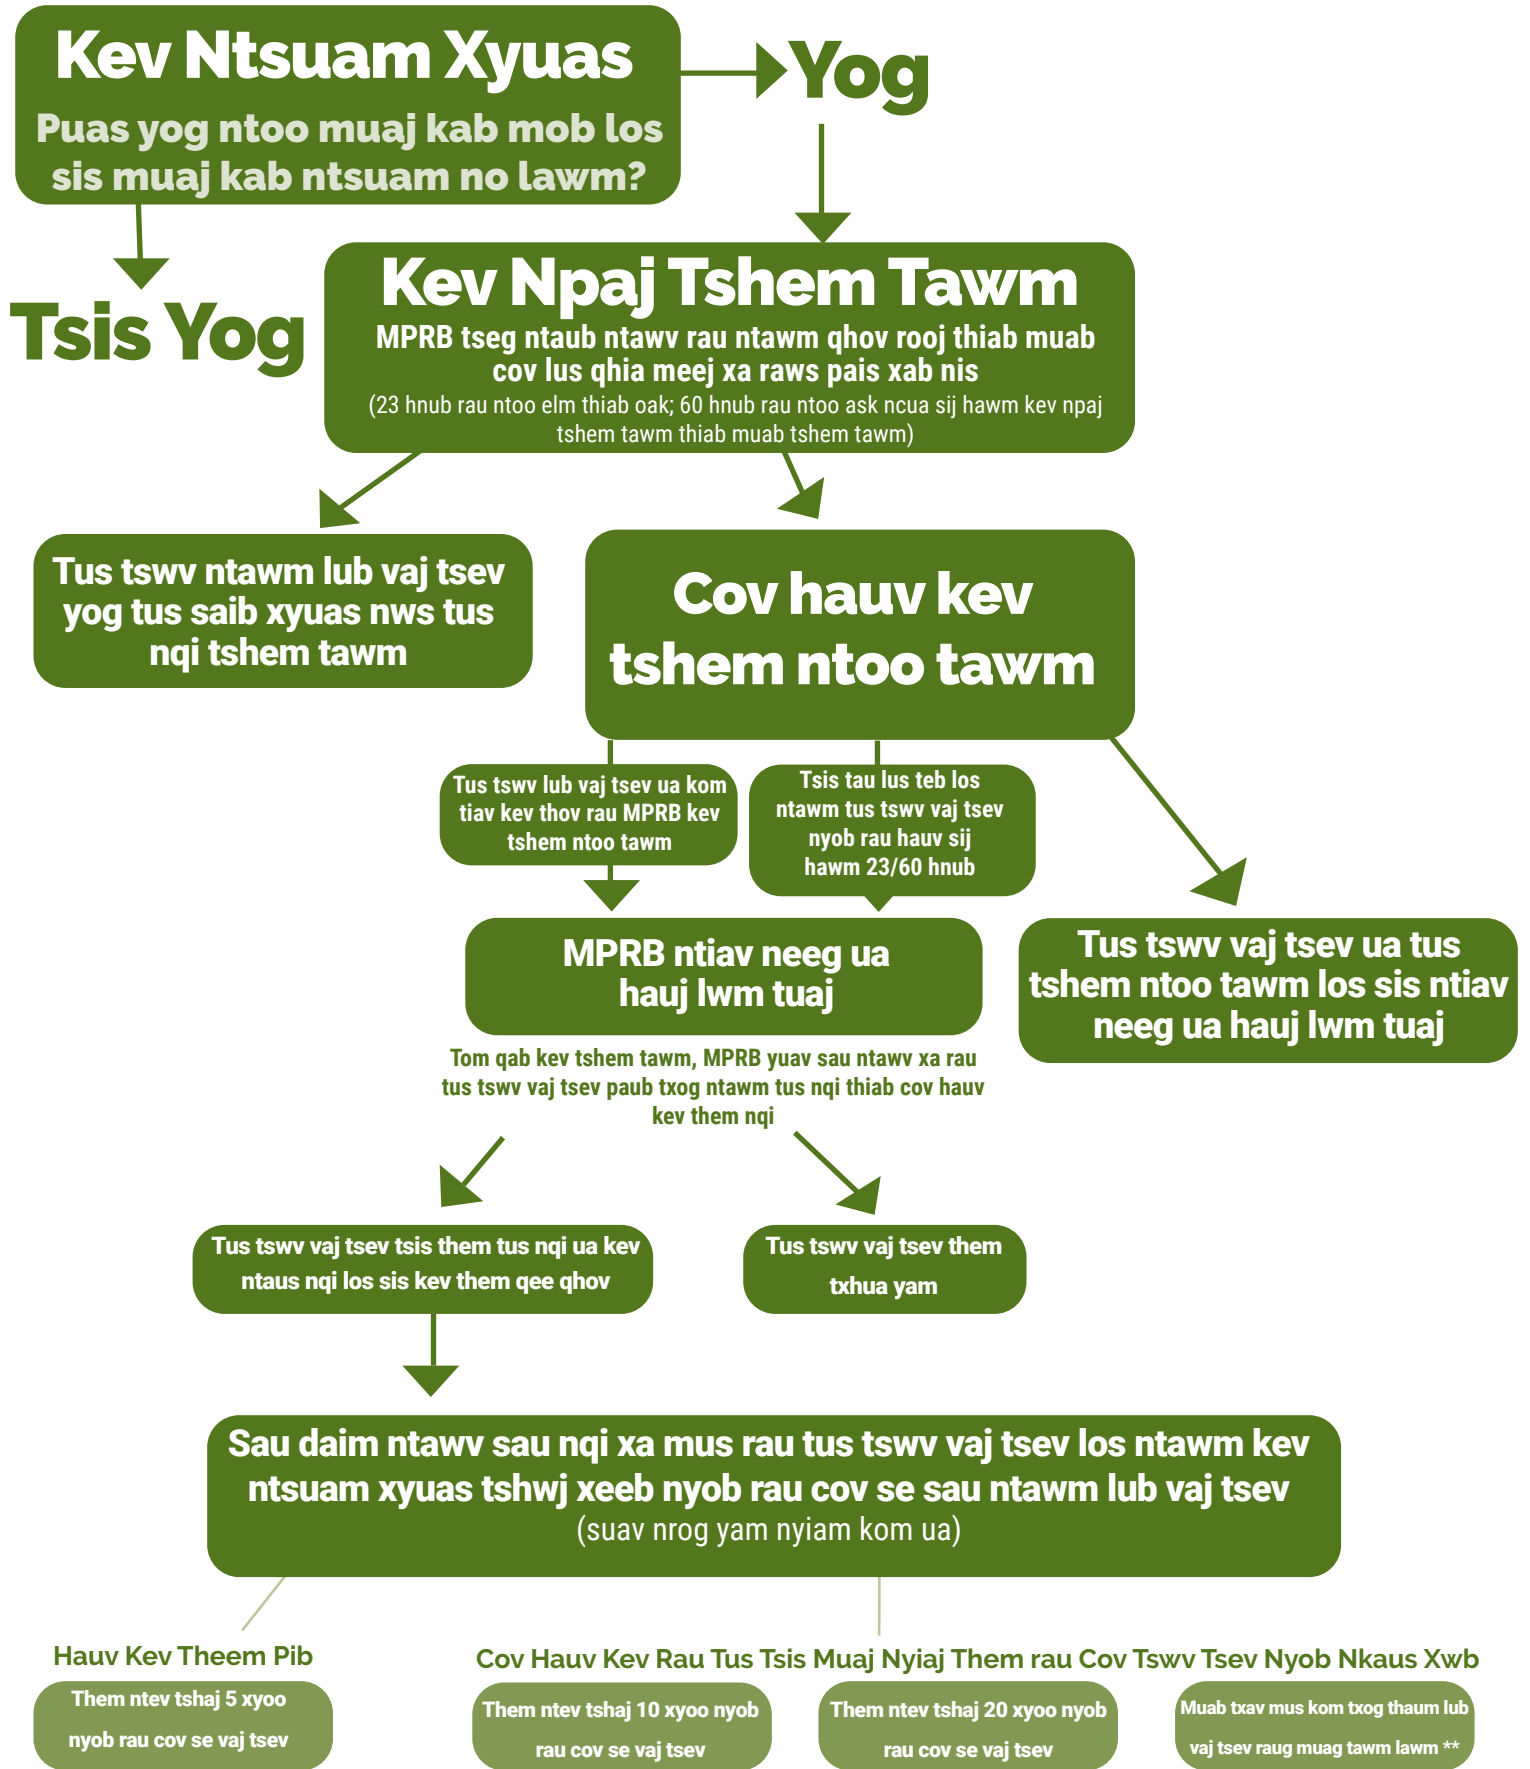 Kev Ntsuam Xyuas
Puas yog ntoo muaj kab mob los
sis muaj kab ntsuam no lawm?
Yog
Tsis Yog
Kev Npaj Tshem Tawm
MPRB tseg ntaub ntawv rau ntawm qhov rooj thiab muab
cov lus qhia meej xa raws pais xab nis
(23 hnub rau ntoo elm thiab oak; 60 hnub rau ntoo ask ncua sij hawm kev npaj
tshem tawm thiab muab tshem tawm)
Tus tswv ntawm lub vaj tsev
yog tus saib xyuas nws tus
nqi tshem tawm
Cov hauv kev
tshem ntoo tawm
Tus tswv lub vaj tsev ua kom
tiav kev thov rau MPRB kev
tshem ntoo tawm
Tsis tau lus teb los
ntawm tus tswv vaj tsev
nyob rau hauv sij
hawm 23/60 hnub
MPRB ntiav neeg ua
hauj lwm tuaj
Tus tswv vaj tsev ua tus
tshem ntoo tawm los sis ntiav
neeg ua hauj lwm tuaj
Tom qab kev tshem tawm, MPRB yuav sau ntawv xa rau
tus tswv vaj tsev paub txog ntawm tus nqi thiab cov hauv
kev them nqi
Tus tswv vaj tsev tsis them tus nqi ua kev
ntaus nqi los sis kev them qee qhov
Tus tswv vaj tsev them
txhua yam
Sau daim ntawv sau nqi xa mus rau tus tswv vaj tsev los ntawm kev
ntsuam xyuas tshwj xeeb nyob rau cov se sau ntawm lub vaj tsev
(suav nrog yam nyiam kom ua)
Hauv Kev Theem Pib
Them ntev tshaj 5 xyoo
nyob rau cov se vaj tsev
Cov Hauv Kev Rau Tus Tsis Muaj Nyiaj Them rau Cov Tswv Tsev Nyob Nkaus Xwb
Them ntev tshaj 10 xyoo nyob
rau cov se vaj tsev
Them ntev tshaj 20 xyoo nyob
rau cov se vaj tsev
Muab txav mus kom txog thaum lub
vaj tsev raug muag tawm lawm **